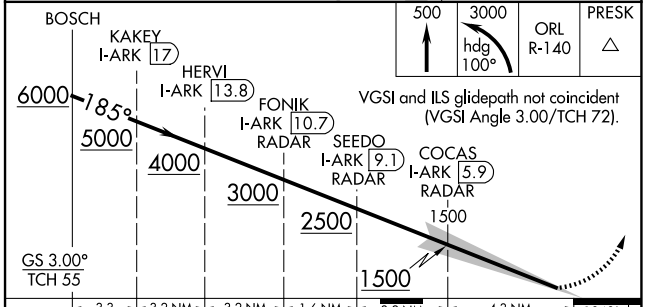 BOSCH
500
3000
hdg
100°
ORL
R-140
PRESK
KAKEY
I-ARK 17
HERVI
I-ARK 13.8
FONIK
I-ARK 10.7
RADAR
SEEDO
I-ARK 9.1
RADAR
COCAS
I-ARK 5.9
RADAR
1500
VGSI and ILS glidepath not coincident
(VGSI Angle 3.00/TCH 72).
6000
185°
5000
4000
3000
2500
1500
GS 3.00°
TCH 55